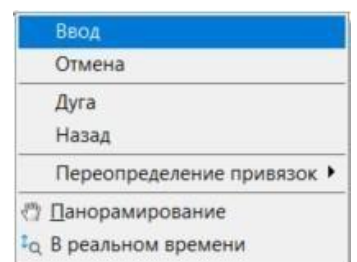 Ввод
Отмена
Дуга
Назад
Переопределение привязок
Панорамирование
В реальном времени